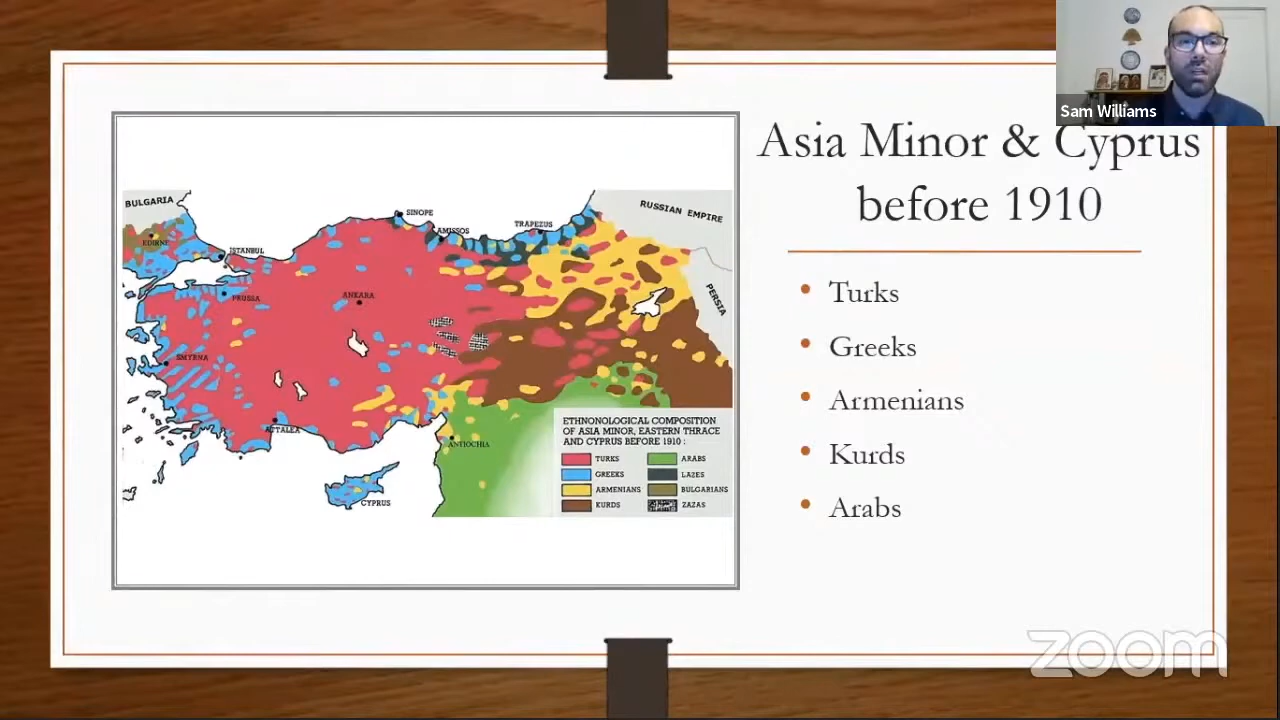 Sam Williams
Asia Minor & Cyprus
before 1910
• Turks
• Greeks
• Armenians
• Kurds
• Arabs
BULGARIA
EDIRNE
ISTANBUL
PRUSSA
SMYRNA
ATTALEA
ANKARA
SINOPE
AMISSOS
TRAPEZUS
RUSSIAN EMPIRE
PERSIA
ANTIOCHIA
CYPRUS
ETHNONOLOGICAL COMPOSITION
OF ASIA MINOR, EASTERN THRACE
AND CYPRUS BEFORE 1910 :
TURKS
GREEKS
ARMENIANS
KURDS
ARABS
LAZES
BULGARIANS
ZAZAS
zoom